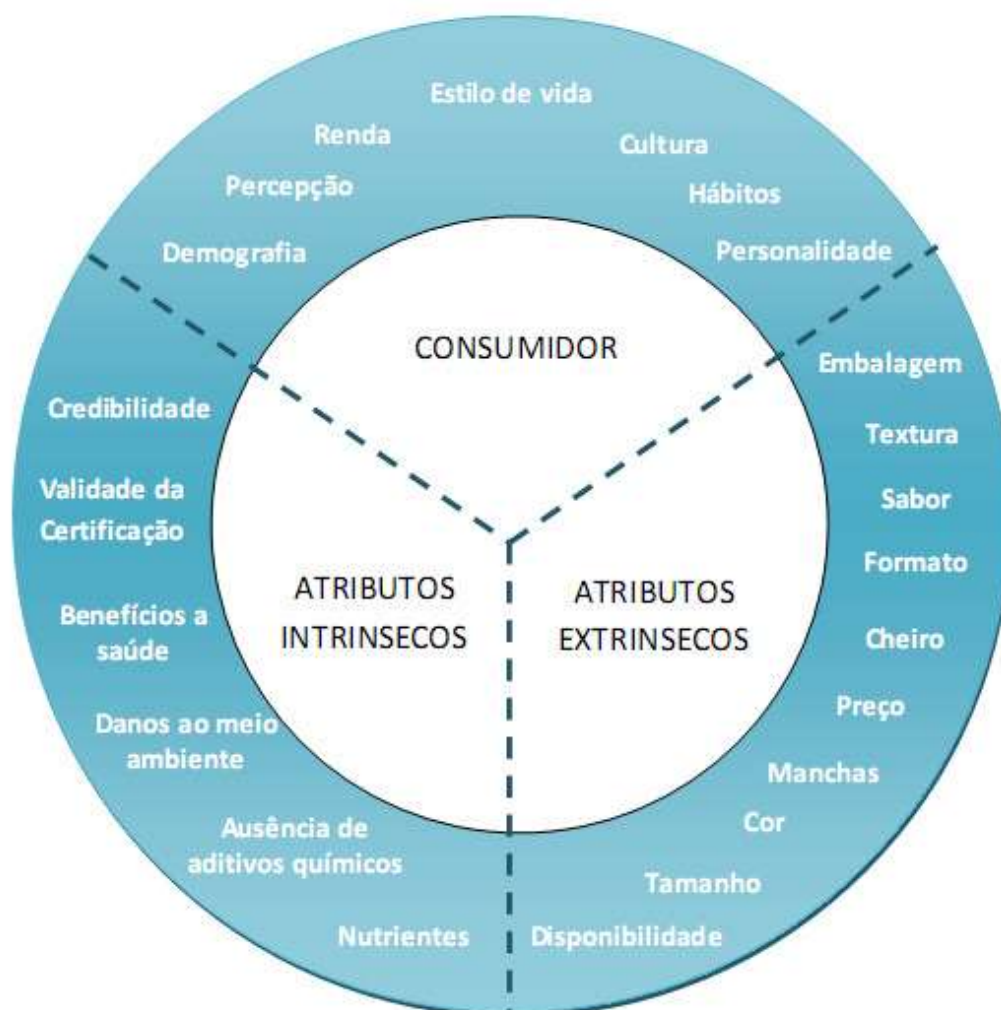 Estilo de vida
Renda
Cultura
Percepção
Hábitos
Demografia
Personalidade
CONSUMIDOR
Embalagem
Textura
Sabor
Formato
Cheiro
Preço
Manchas
Cor
Tamanho
Disponibilidade
ATRIBUTOS
EXTRINSECOS
Credibilidade
Validade da
Certificação
Benefícios a
saúde
Danos ao meio
ambiente
Ausência de
aditivos químicos
Nutrientes
ATRIBUTOS
INTRINSECOS